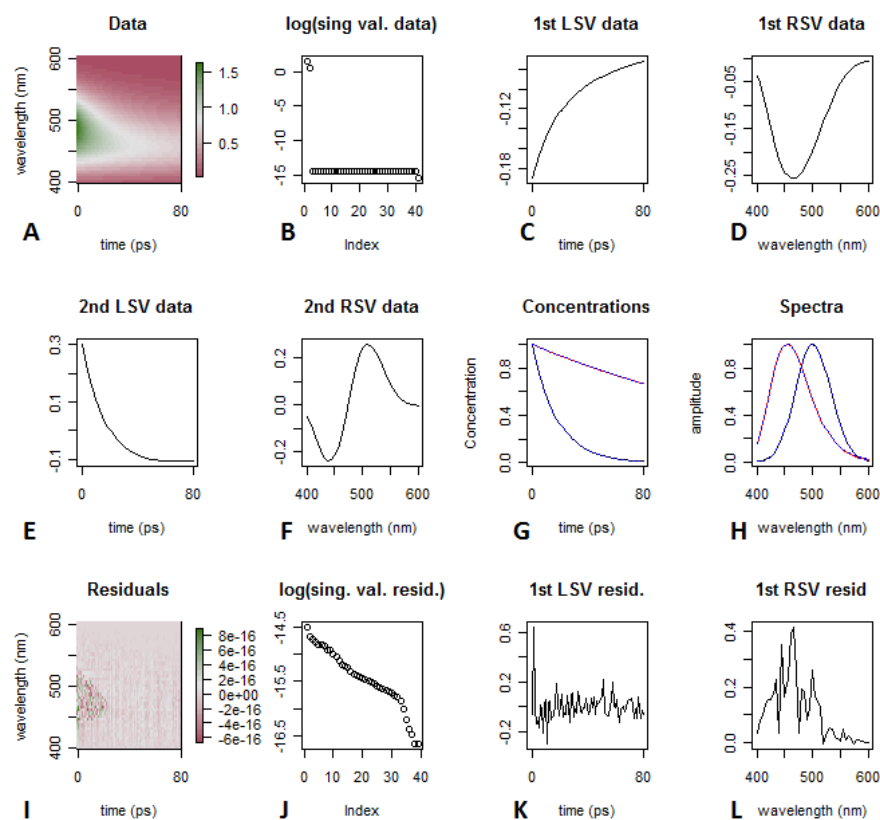 Data
wavelength (nm)
600
500
400
1.5
1.0
0.5
0
80
A
time (ps)
log(sing val. data)
0
-5
-10
-15
0 10 20 30 40
B
Index
1st LSV data
-0.12
-0.18
0
80
C
time (ps)
1st RSV data
-0.05
-0.15
-0.25
400 500 600
D
wavelength (nm)
2nd LSV data
0.3
0.1
-0.1
0
80
E
time (ps)
2nd RSV data
0.2
0.0
-0.2
400 500 600
F
wavelength (nm)
Concentrations
Concentration
0.8
0.4
0.0
0
80
G
time (ps)
Spectra
amplitude
0.8
0.4
0.0
400 500 600
H
wavelength (nm)
Residuals
wavelength (nm)
600
500
400
8e-16
6e-16
4e-16
2e-16
0e+00
-2e-16
-4e-16
-6e-16
0
80
I
time (ps)
log(sing. val. resid.)
-14.5
-15.5
-16.5
0 10 20 30 40
J
Index
1st LSV resid.
0.6
0.2
-0.2
0
80
K
time (ps)
1st RSV resid
0.4
0.2
0.0
400 500 600
L
wavelength (nm)